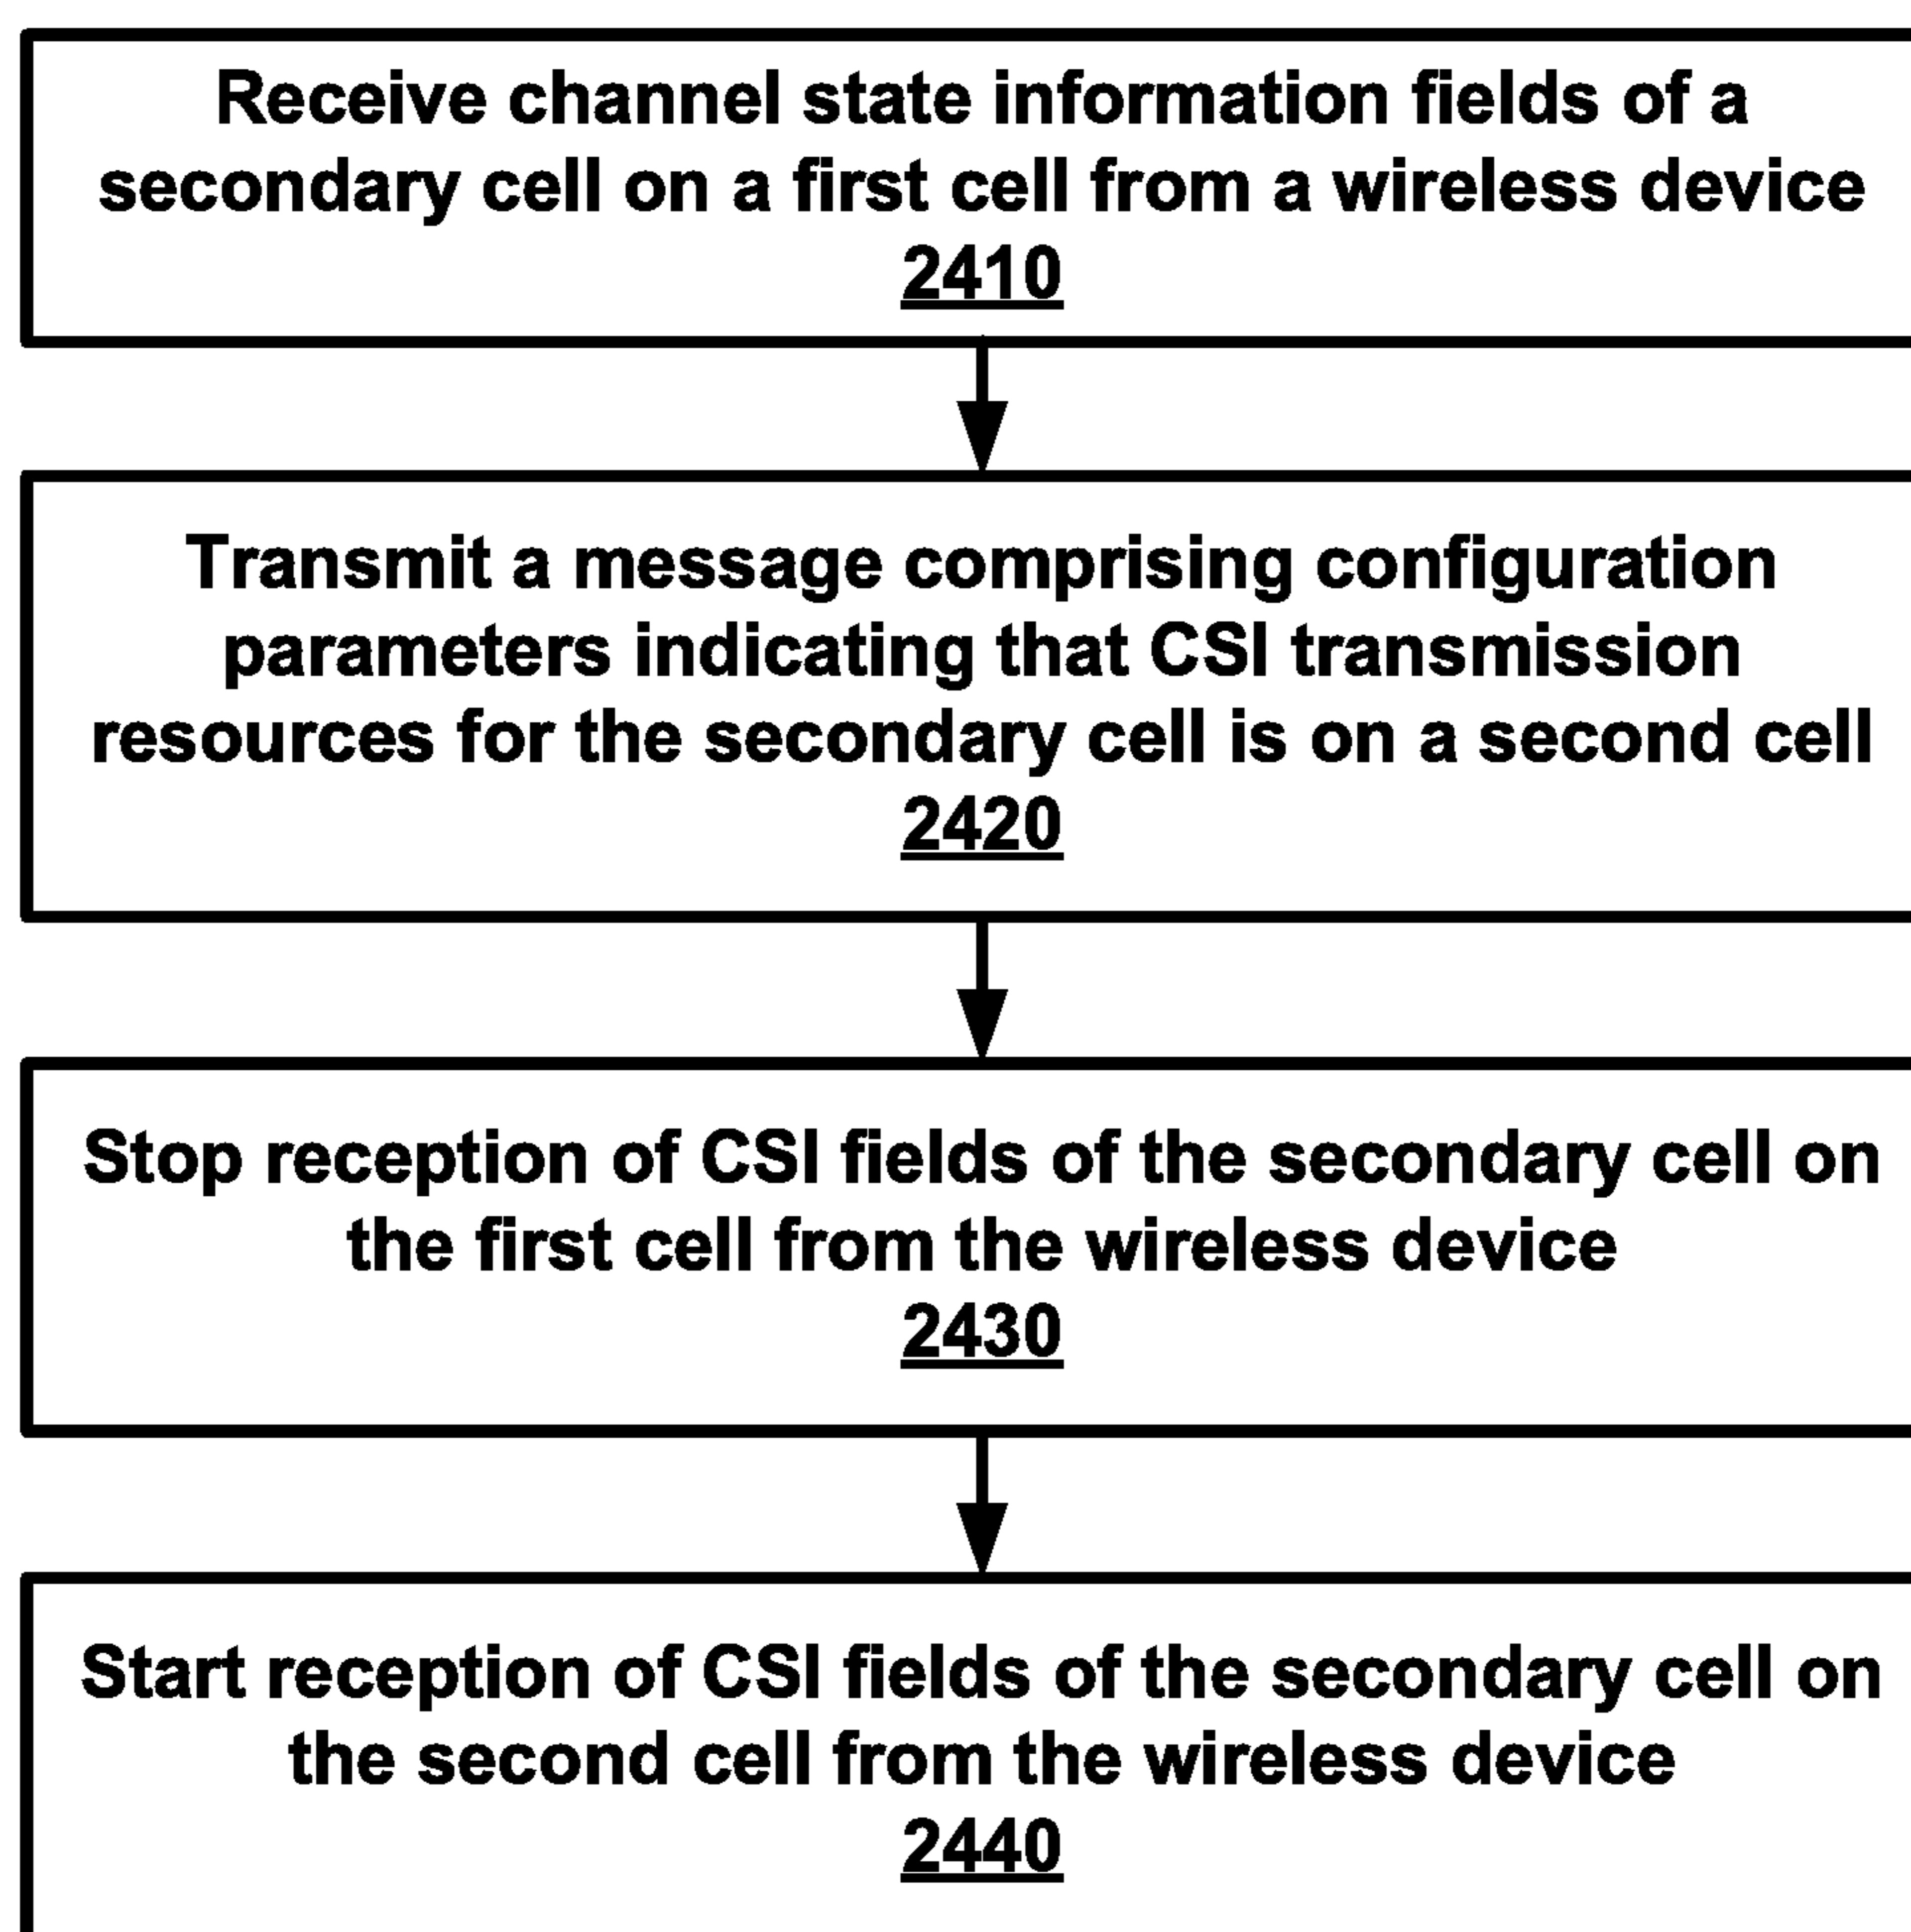 Receive channel state information fields of a
secondary cell on a first cell from a wireless device
2410
Transmit a message comprising configuration
parameters indicating that CSI transmission
resources for the secondary cell is on a second cell
2420
Stop reception of CSI fields of the secondary cell on
the first cell from the wireless device
2430
Start reception of CSI fields of the secondary cell on
the second cell from the wireless device
2440